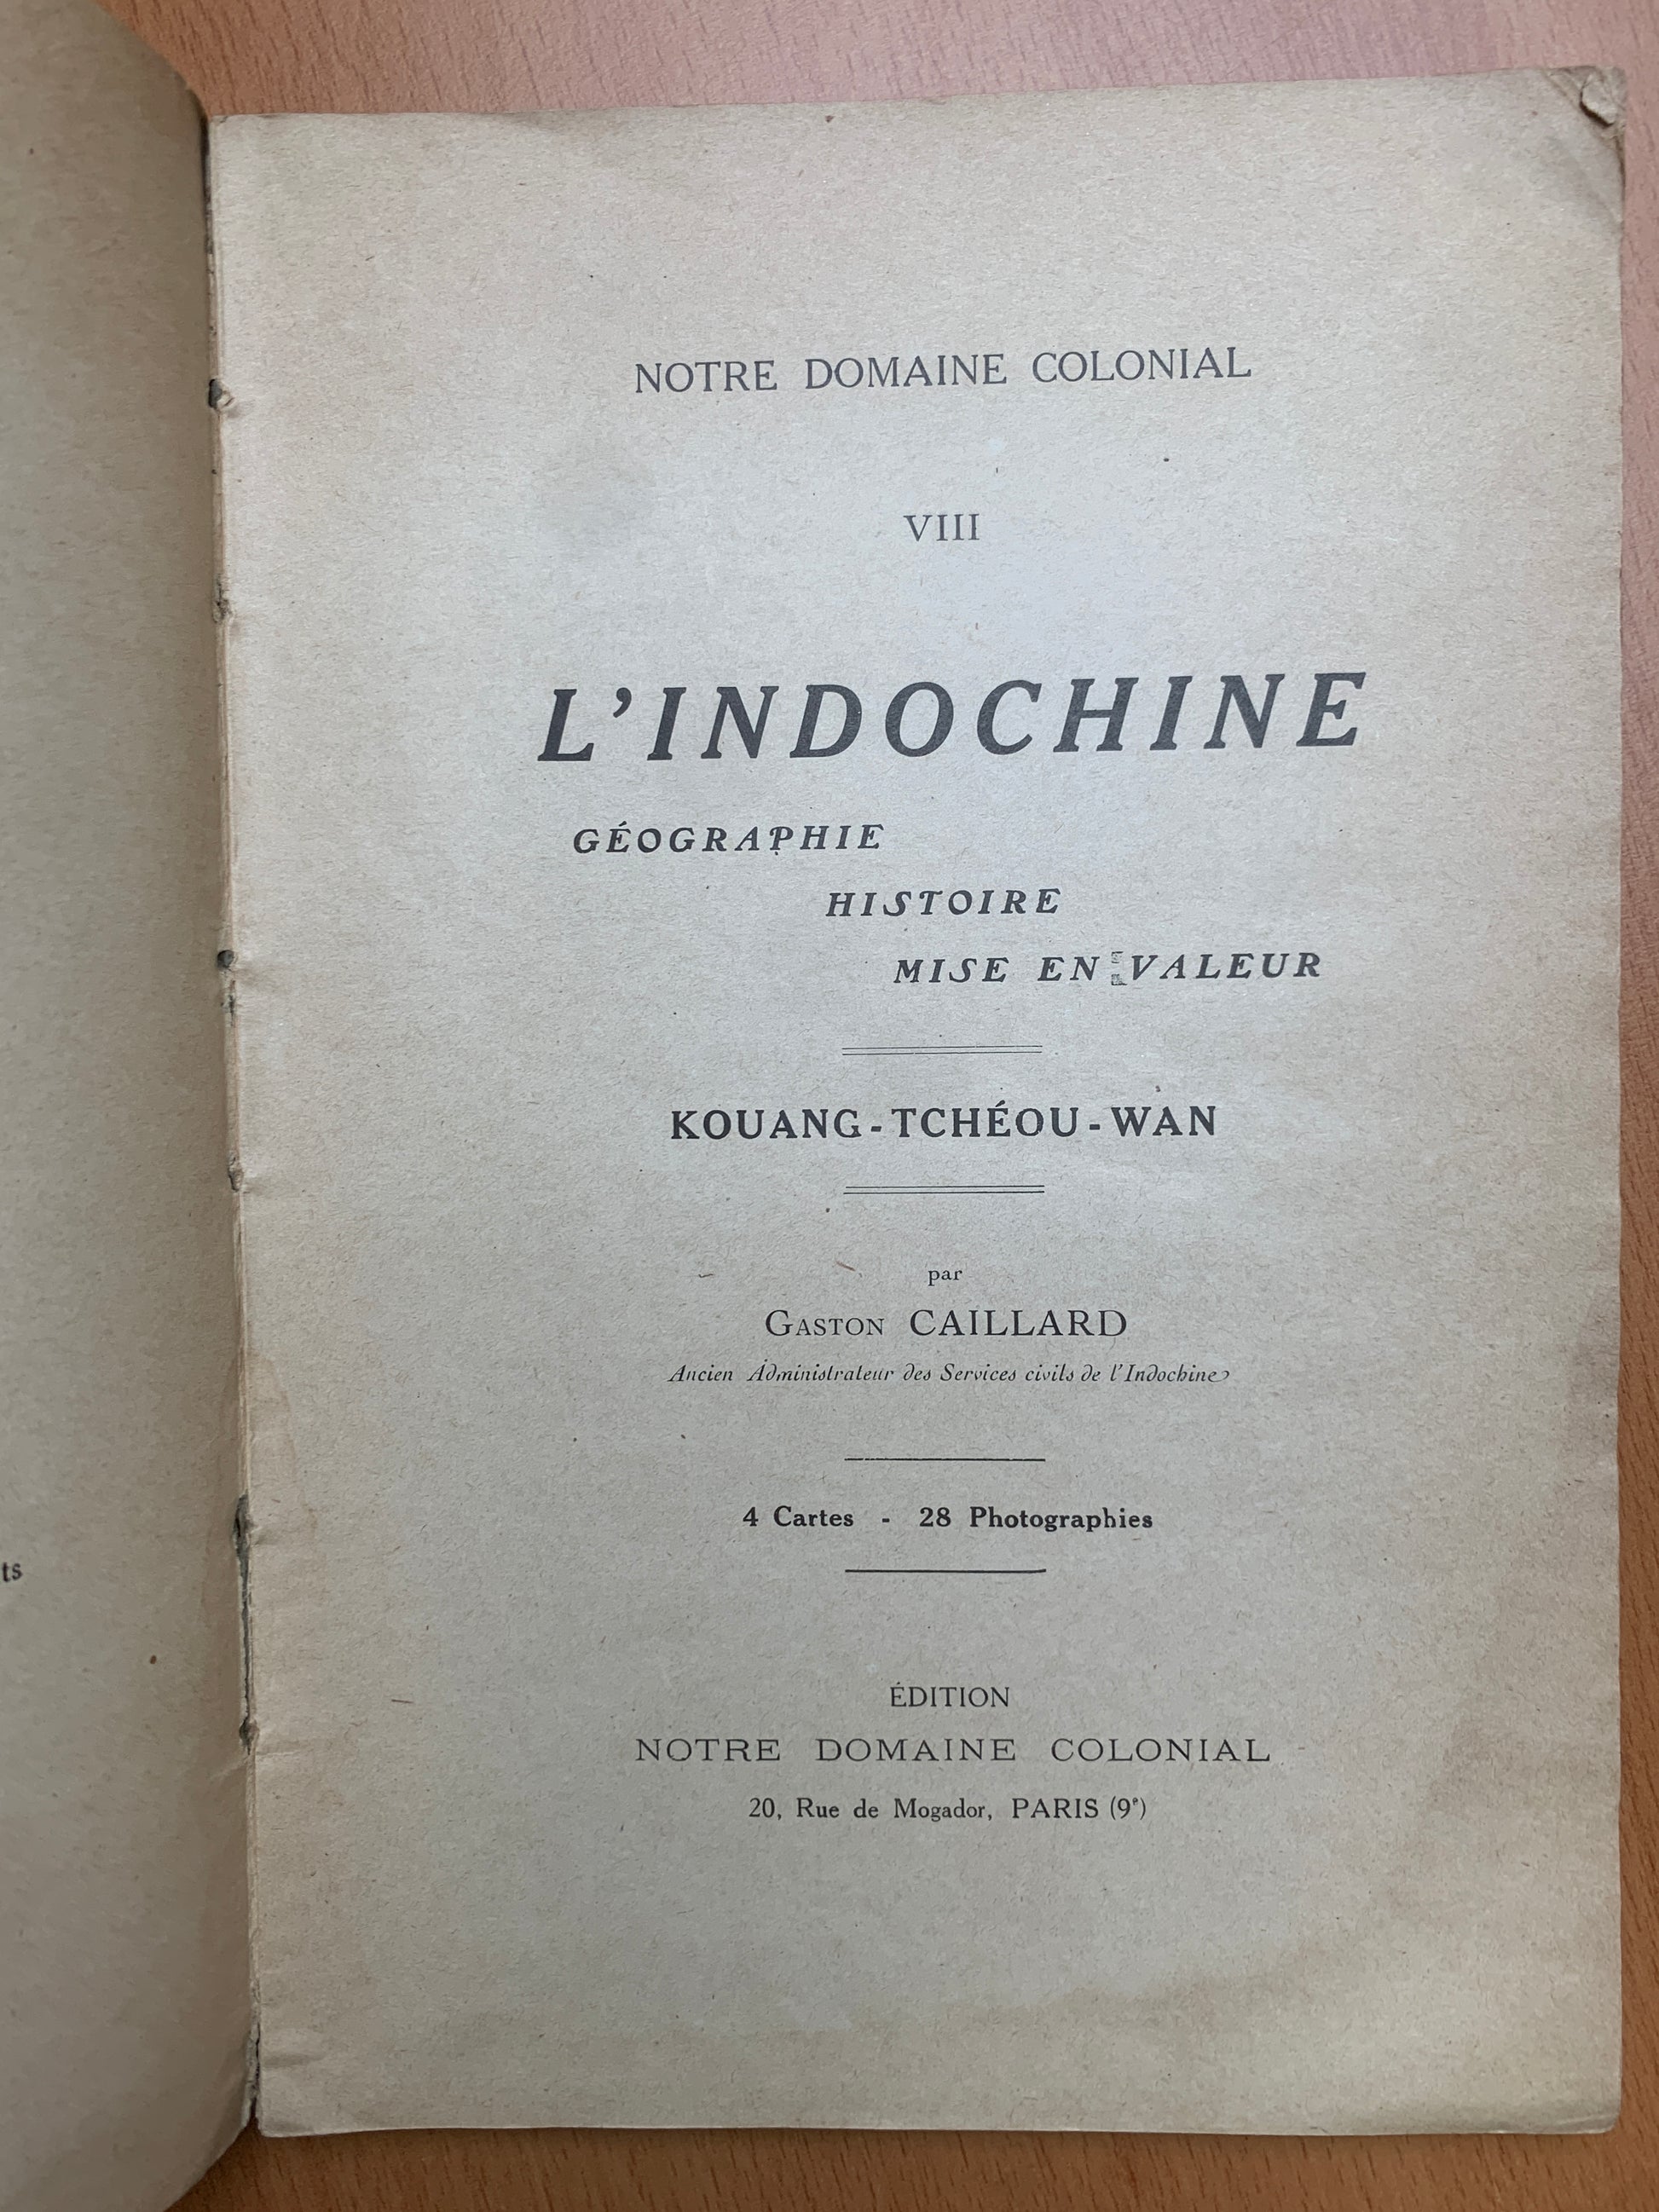 NOTRE DOMAINE COLONIAL
VIII
L'INDOCHINE
GÉOGRAPHIE
HISTOIRE
MISE EN VALEUR
KOUANG-TCHÉOU-WAN
par
GASTON CAILLARD
Ancien Administrateur des Services civils de l'Indochine
4 Cartes - 28 Photographies
ÉDITION
NOTRE DOMAINE COLONIAL
20, Rue de Mogador, PARIS (9e)